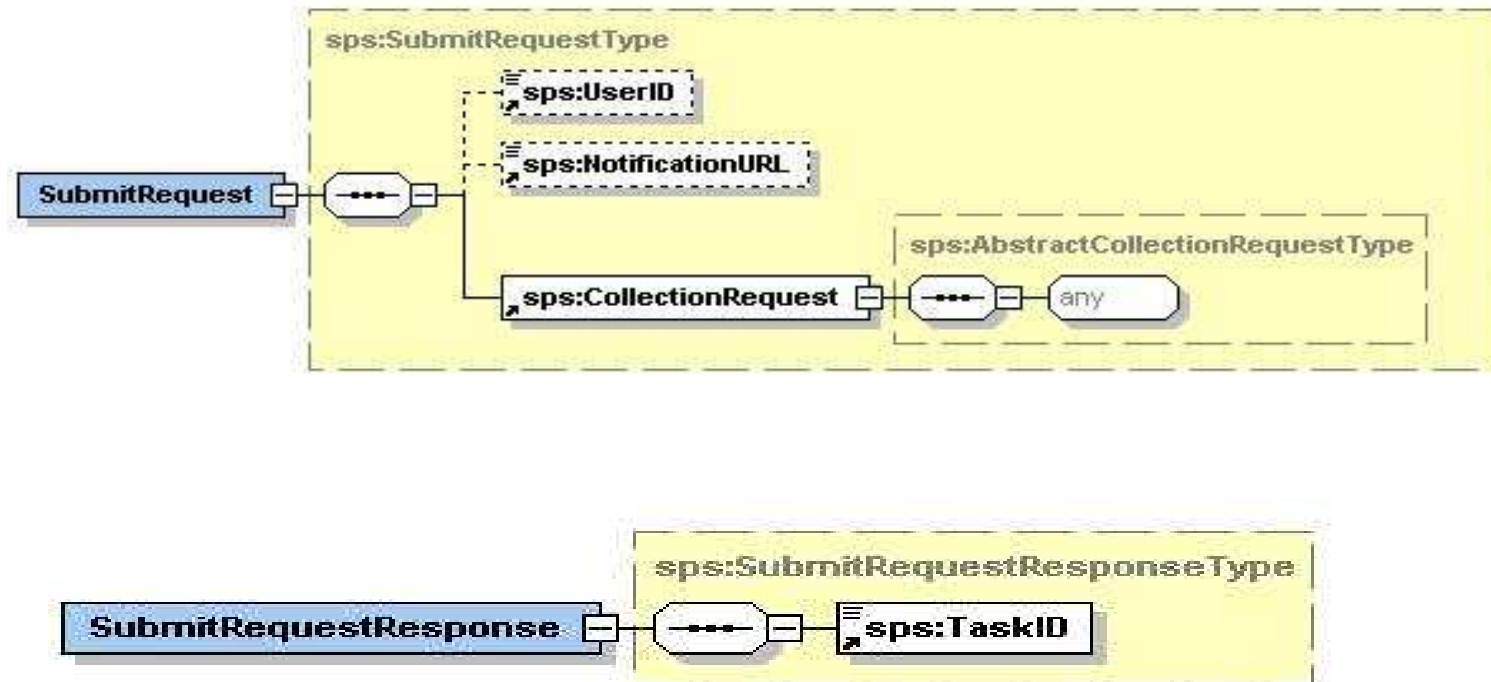 sps:SubmitRequestType
sps:UserID
sps:NotificationURL
SubmitRequest
sps:AbstractCollectionRequestType
sps:CollectionRequest
any
sps:SubmitRequestResponseType
SubmitRequestResponse
sps:TaskID